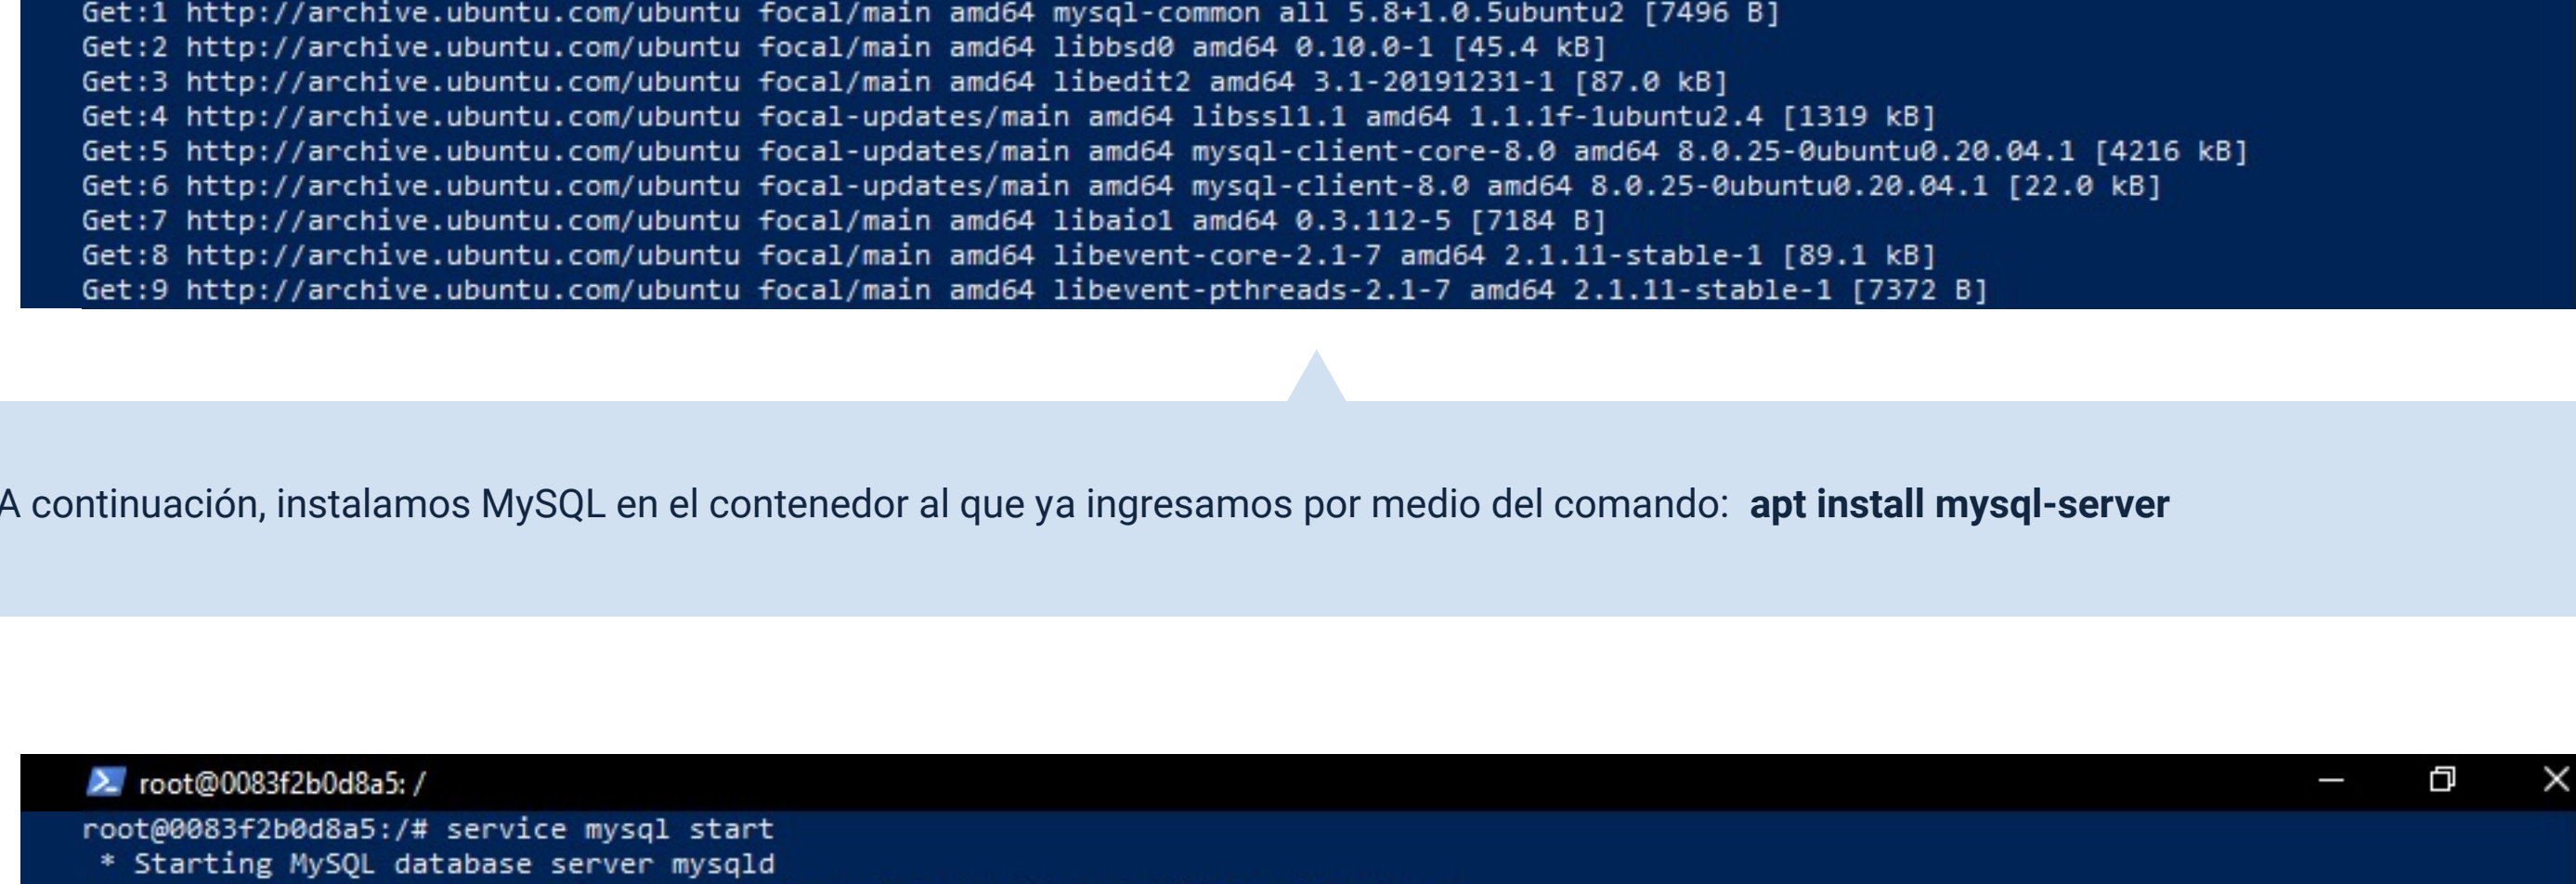 Get:1 http://archive.ubuntu.com/ubuntu focal/main amd64 mysql-common all 5.8+1.0.5ubuntu2 [7496 B]
Get:2 http://archive.ubuntu.com/ubuntu focal/main amd64 libbsd0 amd64 0.10.0-1 [45.4 kB]
Get:3 http://archive.ubuntu.com/ubuntu focal/main amd64 libedit2 amd64 3.1-20191231-1 [87.0 kB]
Get:4 http://archive.ubuntu.com/ubuntu focal-updates/main amd64 libssl1.1 amd64 1.1.1f-1ubuntu2.4 [1319 kB]
Get:5 http://archive.ubuntu.com/ubuntu focal-updates/main amd64 mysql-client-core-8.0 amd64 8.0.25-0ubuntu0.20.04.1 [4216 kB]
Get:6 http://archive.ubuntu.com/ubuntu focal-updates/main amd64 mysql-client-8.0 amd64 8.0.25-0ubuntu0.20.04.1 [22.0 kB]
Get:7 http://archive.ubuntu.com/ubuntu focal/main amd64 libaio1 amd64 0.3.112-5 [7184 B]
Get:8 http://archive.ubuntu.com/ubuntu focal/main amd64 libevent-core-2.1-7 amd64 2.1.11-stable-1 [89.1 kB]
Get:9 http://archive.ubuntu.com/ubuntu focal/main amd64 libevent-pthreads-2.1-7 amd64 2.1.11-stable-1 [7372 B]
A continuación, instalamos MySQL en el contenedor al que ya ingresamos por medio del comando: apt install mysql-server
root@0083f2b0d8a5: /
root@0083f2b0d8a5:/# service mysql start
* Starting MySQL database server mysqld